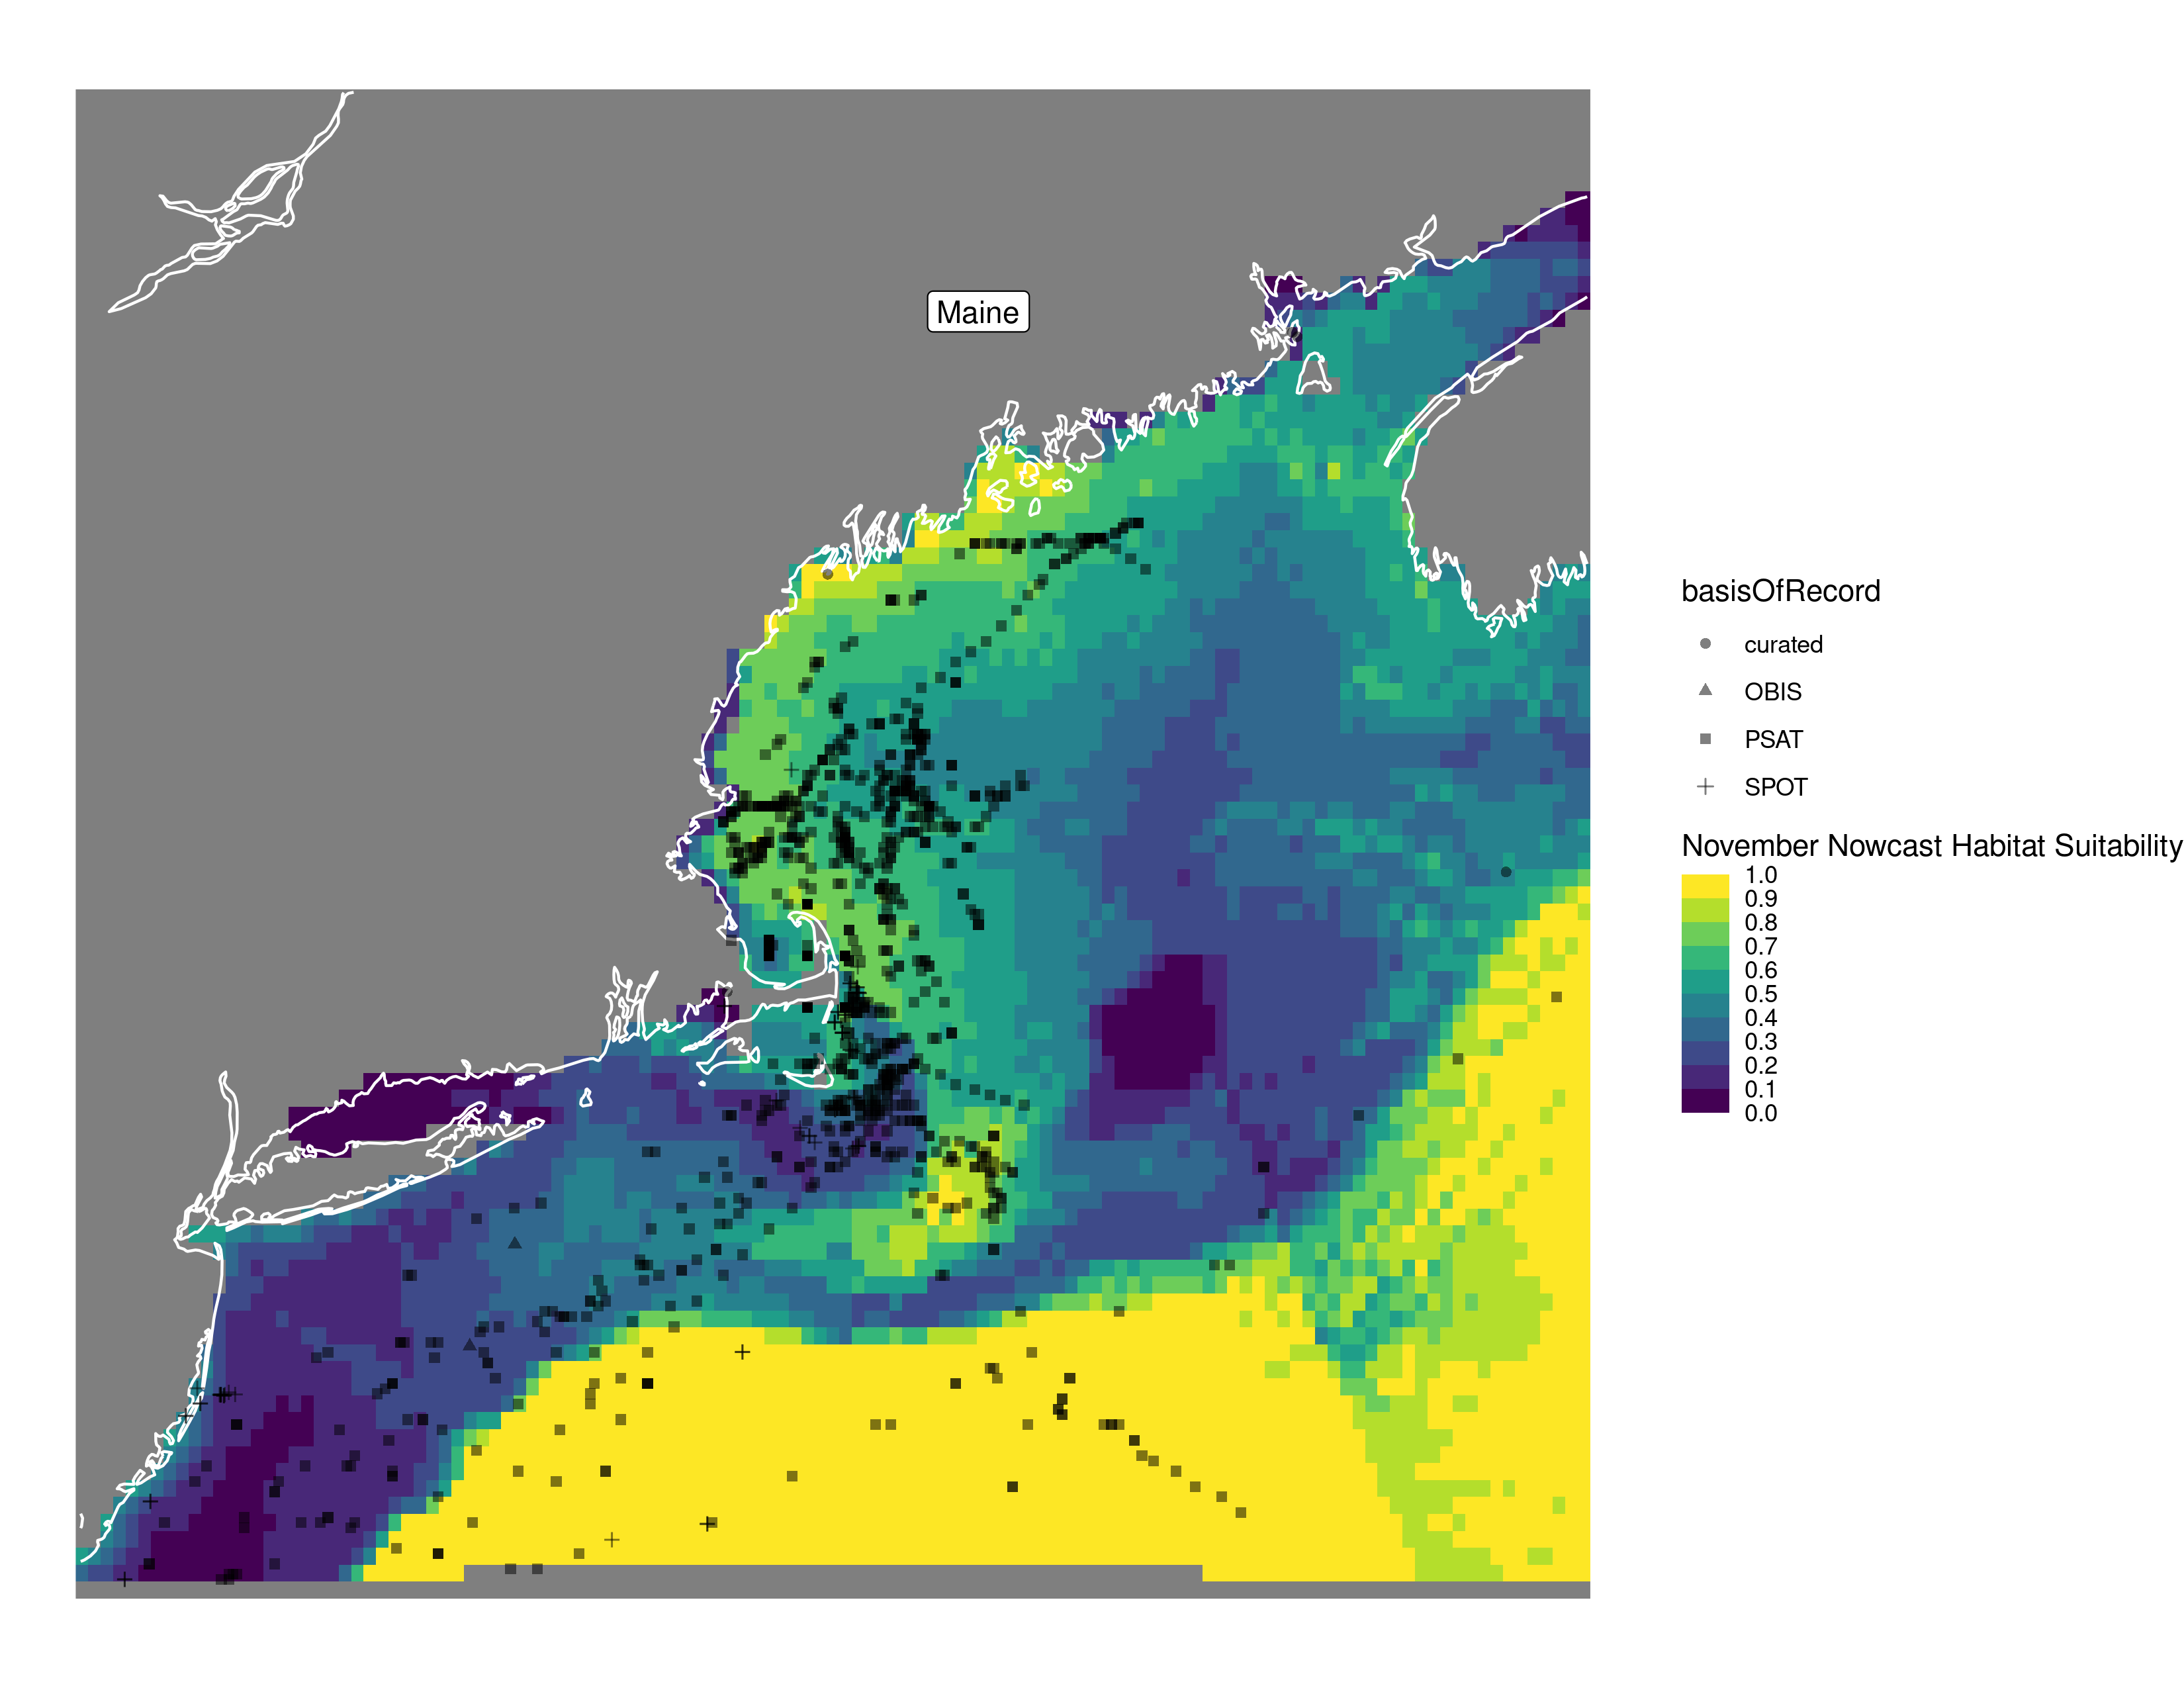 Maine
basisOfRecord
curated
OBIS
PSAT
SPOT
November Nowcast Habitat Suitability
1.0
0.9
0.8
0.7
0.6
0.5
0.4
0.3
0.2
0.1
0.0